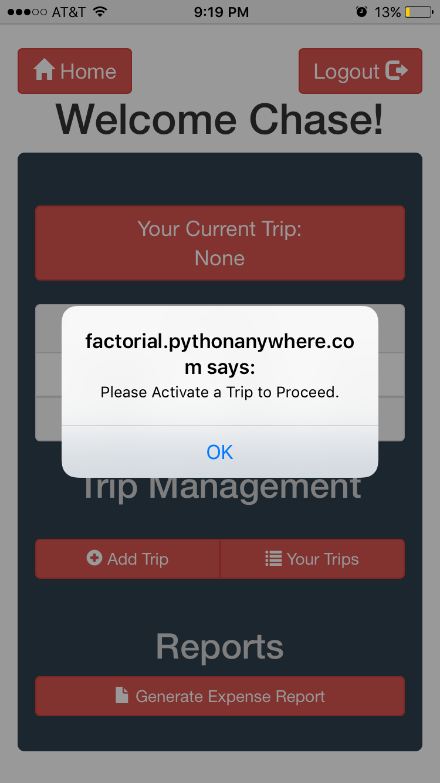 AT&T 9:19 PM 13%
Home Logout
Welcome Chase!
Your Current Trip:
None
factorial.pythonanywhere.co
m says:
Please Activate a Trip to Proceed.
OK
Trip Management
Add Trip Your Trips
Reports
Generate Expense Report